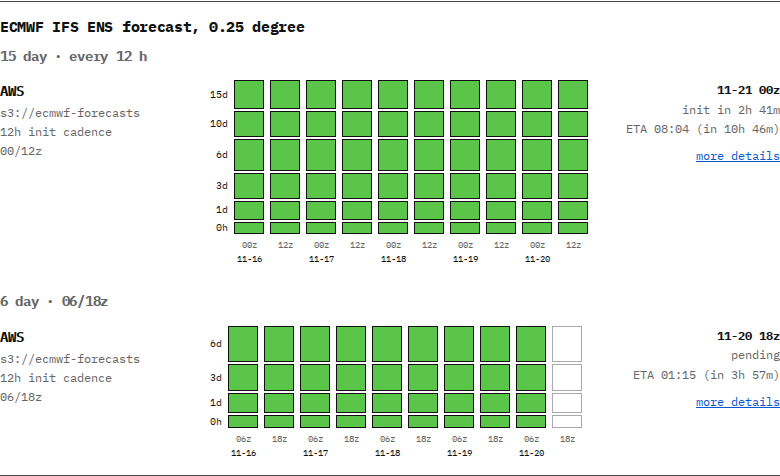 ECMWF IFS ENS forecast, 0.25 degree
15 day · every 12 h
AWS
s3://ecmwf-forecasts
12h init cadence
00/12z
15d
10d
6d
3d
1d
0h
00z 12z 00z 12z 00z 12z 00z 12z 00z 12z
11-16 11-17 11-18 11-19 11-20
11-21 00z
init in 2h 41m
ETA 08:04 (in 10h 46m)
more details
6 day · 06/18z
AWS
s3://ecmwf-forecasts
12h init cadence
06/18z
6d
3d
1d
0h
06z 18z 06z 18z 06z 18z 06z 18z 06z 18z
11-16 11-17 11-18 11-19 11-20
11-20 18z
pending
ETA 01:15 (in 3h 57m)
more details